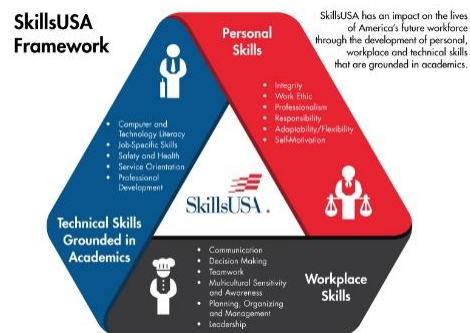 SkillsUSA
Framework
SkillsUSA has an impact on the lives
of America's future workforce
through the development of personal,
workplace and technical skills
that are grounded in academics.
Personal
Skills
• Integrity
• Work Ethic
• Professionalism
• Responsibility
• Adaptability/Flexibility
• Self-Motivation
• Computer and
Technology Literacy
• Job-Specific Skills
• Safety and Health
• Service Orientation
• Professional
Development
Technical Skills
Grounded in
Academics
SkillsUSA.
• Communication
• Decision Making
• Teamwork
• Multicultural Sensitivity
and Awareness
• Planning, Organizing
and Management
• Leadership
Workplace
Skills